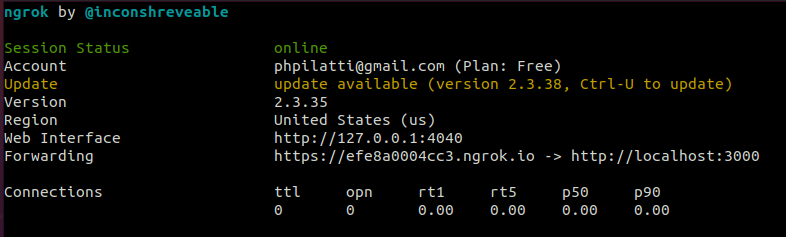 ngrok by @inconshreveable
Session Status online
Account phpilatti@gmail.com (Plan: Free)
Update update available (version 2.3.38, Ctrl-U to update)
Version 2.3.35
Region United States (us)
Web Interface http://127.0.0.1:4040
Forwarding https://efe8a0004cc3.ngrok.io -> http://localhost:3000
Connections ttl opn rt1 rt5 p50 p90
0 0 0.00 0.00 0.00 0.00